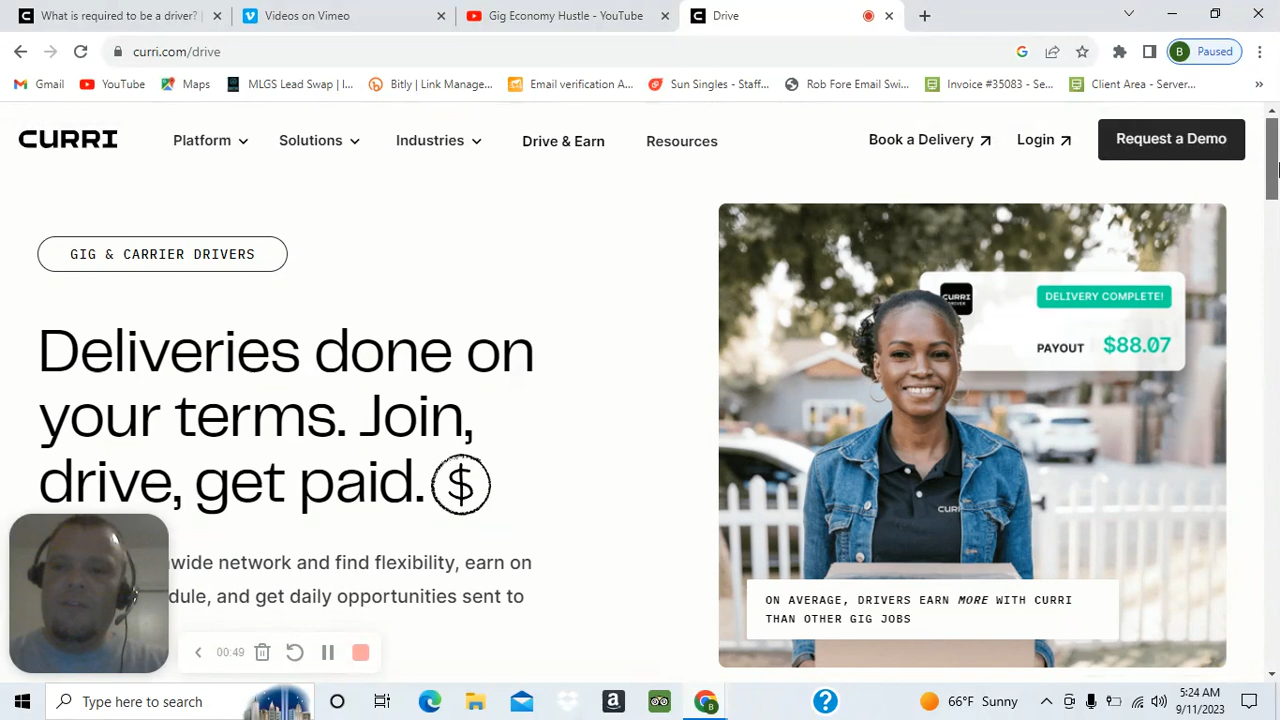 What is required to be a driver?
Videos on Vimeo
Gig Economy Hustle - YouTube
Drive
curri.com/drive
B Paused
Gmail
YouTube
Maps
MLGS Lead Swap | I...
Bitly | Link Manage...
Email verification A...
Sun Singles - Staff...
Rob Fore Email Swi...
Invoice #35083 - Se...
Client Area - Server...
»
CURRI
Platform
Solutions
Industries
Drive & Earn
Resources
Book a Delivery
Login
Request a Demo
GIG & CARRIER DRIVERS
Deliveries done on
your terms. Join,
drive, get paid. $
wide network and find flexibility, earn on
dule, and get daily opportunities sent to
CURRI
DRIVER
DELIVERY COMPLETE!
PAYOUT $88.07
CURRI
ON AVERAGE, DRIVERS EARN MORE WITH CURRI
THAN OTHER GIG JOBS
00:49
Type here to search
66°F Sunny
5:24 AM
9/11/2023